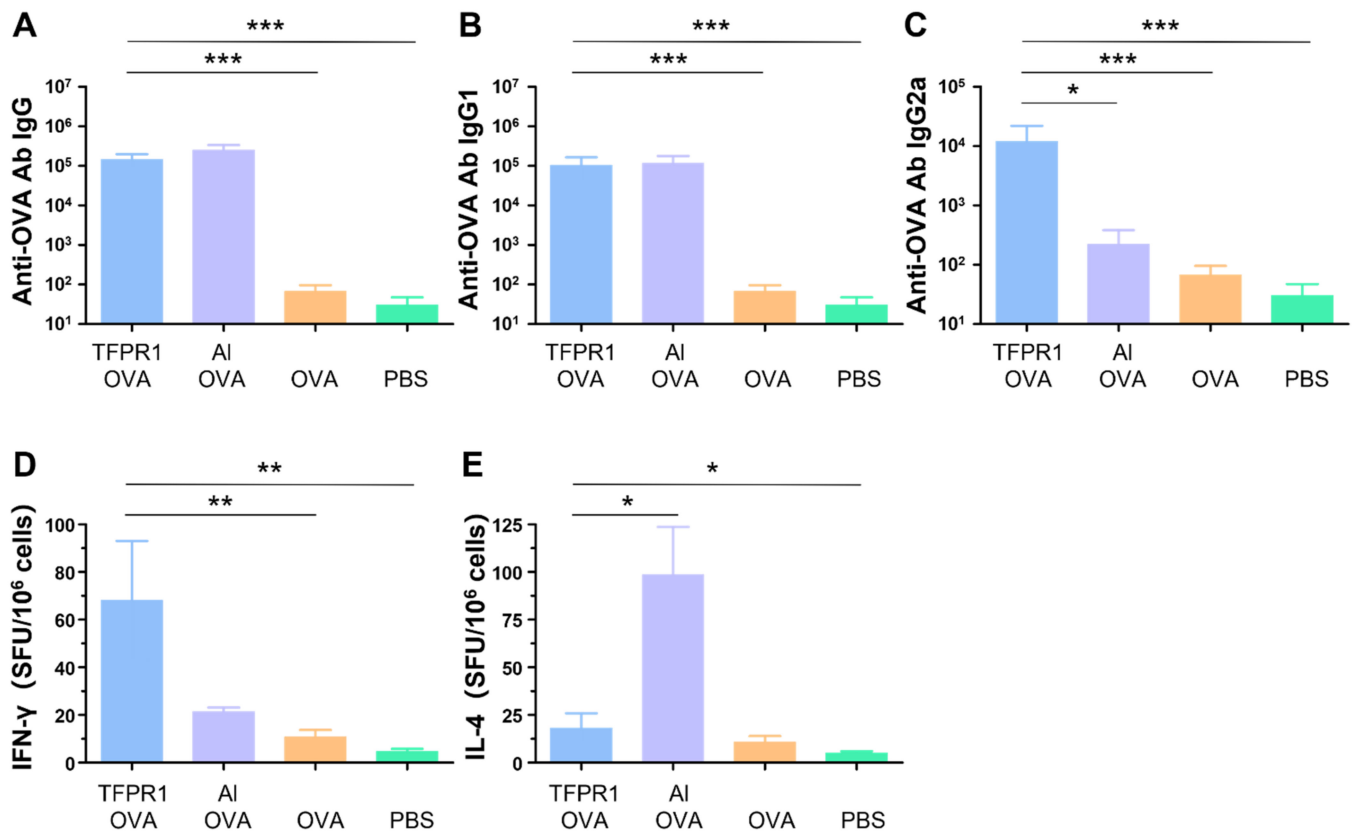 A
***
***
Anti-OVA Ab IgG
10⁷
10⁶
10⁵
10⁴
10³
10²
10¹
TFPR1 Al
OVA OVA OVA PBS
B
***
***
Anti-OVA Ab IgG1
10⁷
10⁶
10⁵
10⁴
10³
10²
10¹
TFPR1 Al
OVA OVA OVA PBS
C
***
***
*
Anti-OVA Ab IgG2a
10⁵
10⁴
10³
10²
10¹
TFPR1 Al
OVA OVA OVA PBS
D
**
**
IFN-γ (SFU/10⁶ cells)
100
80
60
40
20
0
TFPR1 Al
OVA OVA OVA PBS
E
*
*
IL-4 (SFU/10⁶ cells)
125
100
75
50
25
0
TFPR1 Al
OVA OVA OVA PBS